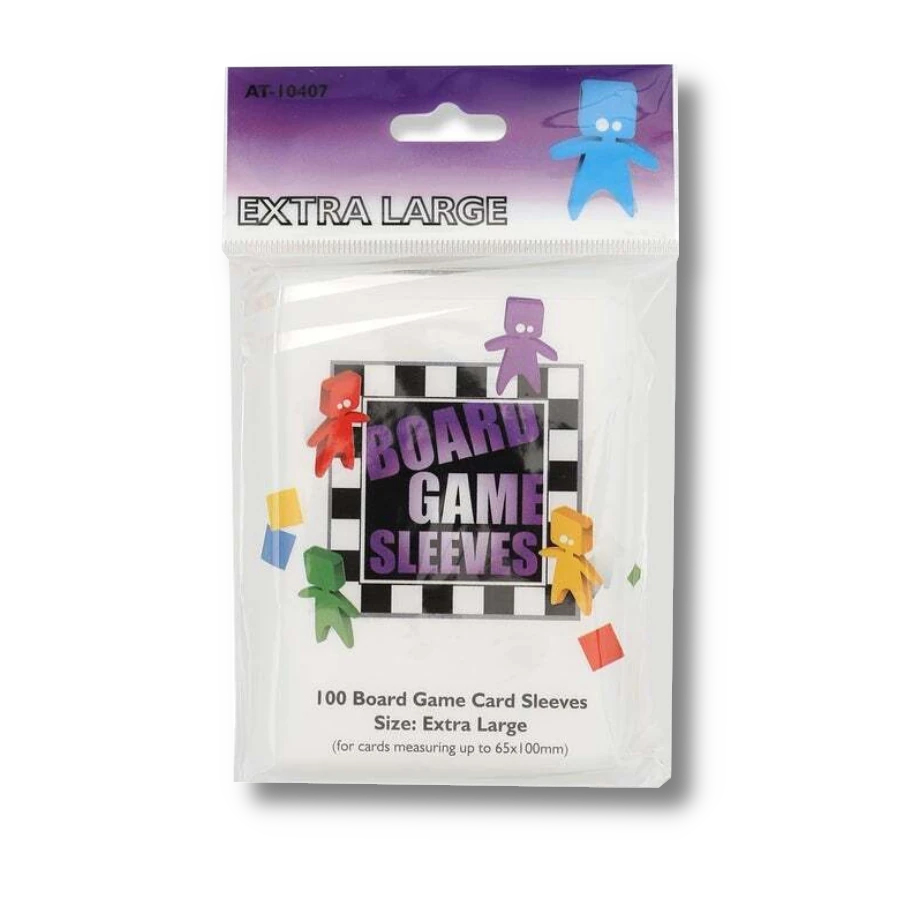 AT-10407
EXTRA LARGE
BOARD
GAME
SLEEVES
100 Board Game Card Sleeves
Size: Extra Large
(for cards measuring up to 65x100mm)